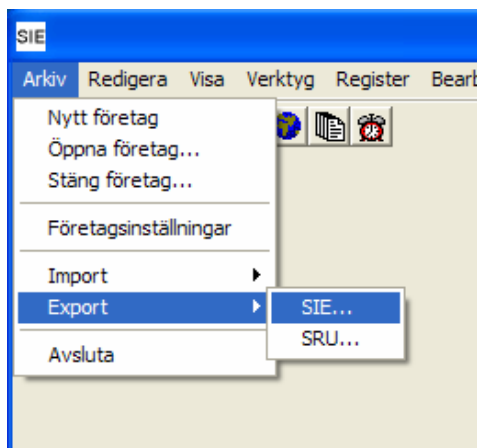 SIE
Arkiv Redigera Visa Verktyg Register
Nytt företag
Öppna företag...
Stäng företag...
Företagsinställningar
Import
Export
SIE...
SRU...
Avsluta